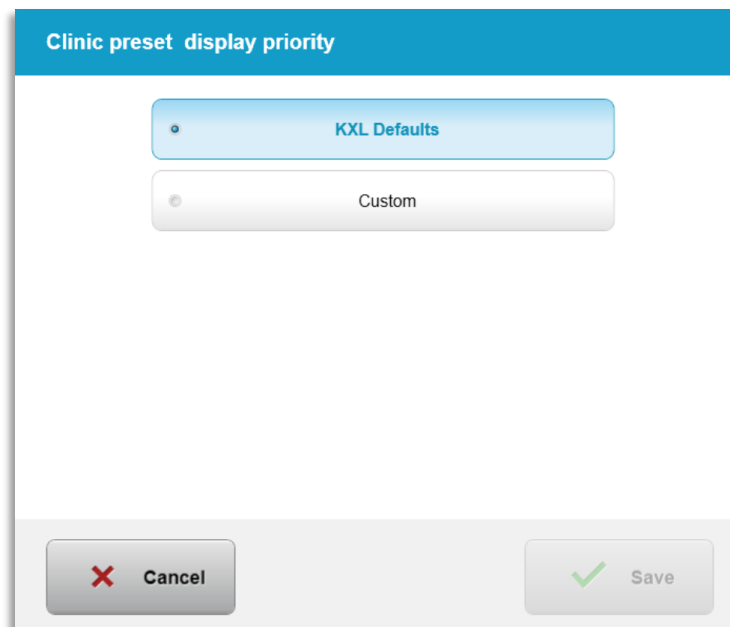 Clinic preset  display priority
KXL Defaults
Custom
Cancel
Save